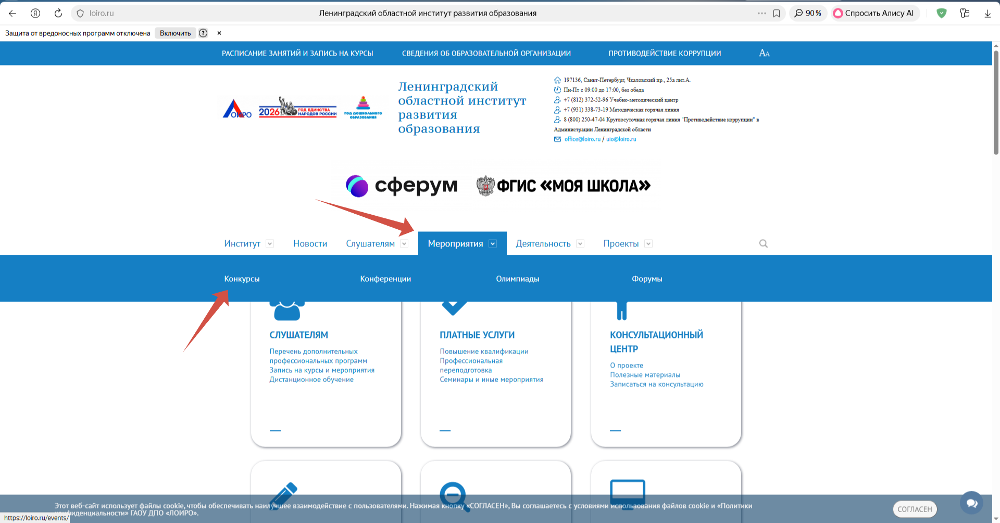 loiro.ru
Ленинградский областной институт развития образования
90 %
Спросить Алису AI
Защита от вредоносных программ отключена
Включить
РАСПИСАНИЕ ЗАНЯТИЙ И ЗАПИСЬ НА КУРСЫ
СВЕДЕНИЯ ОБ ОБРАЗОВАТЕЛЬНОЙ ОРГАНИЗАЦИИ
ПРОТИВОДЕЙСТВИЕ КОРРУПЦИИ
AA
ЛОИРО
2026 ГОД ЕДИНСТВА
НАРОДОВ РОССИИ
ГОД ДОШКОЛЬНОГО
ОБРАЗОВАНИЯ
Ленинградский
областной институт
развития
образования
197136, Санкт-Петербург, Чкаловский пр., 25а лит.А.
Пн-Пт с 09:00 до 17:00, без обеда
+7 (812) 372-52-96 Учебно-методический центр
+7 (931) 338-73-19 Методическая горячая линия
8 (800) 250-47-04 Круглосуточная горячая линия "Противодействие коррупции" в
Администрации Ленинградской области
office@loiro.ru / uio@loiro.ru
сферум
ФГИС «МОЯ ШКОЛА»
Институт
Новости
Слушателям
Мероприятия
Деятельность
Проекты
Конкурсы
Конференции
Олимпиады
Форумы
СЛУШАТЕЛЯМ
Перечень дополнительных
профессиональных программ
Запись на курсы и мероприятия
Дистанционное обучение
ПЛАТНЫЕ УСЛУГИ
Повышение квалификации
Профессиональная
переподготовка
Семинары и иные мероприятия
КОНСУЛЬТАЦИОННЫЙ
ЦЕНТР
О проекте
Полезные материалы
Записаться на консультацию
Этот веб-сайт использует файлы cookie, чтобы обеспечивать наилучшее взаимодействие с пользователями. Нажимая кнопку «СОГЛАСЕН», Вы соглашаетесь с условиями использования файлов cookie и «Политики
конфиденциальности» ГАОУ ДПО «ЛОИРО».
СОГЛАСЕН
https://loiro.ru/events/